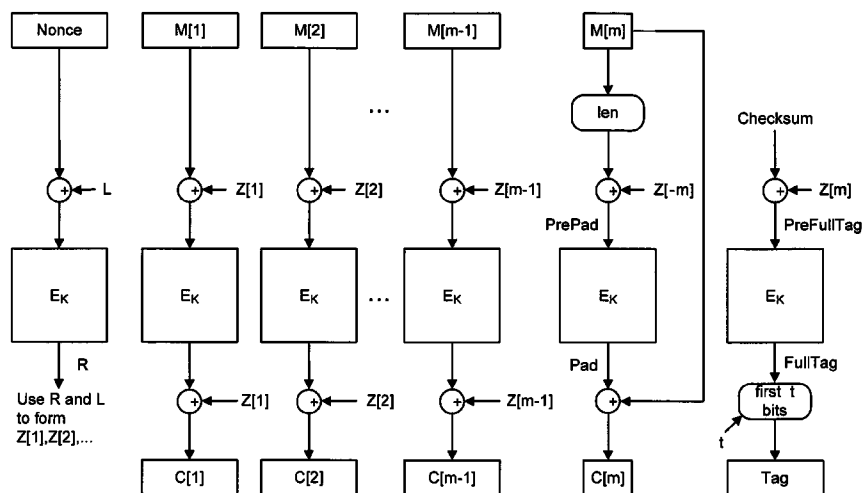 Nonce M[1] M[2] M[m-1] M[m]
...
len
Checksum
L Z[1] Z[2] Z[m-1] Z[-m] Z[m]
PrePad PreFullTag
E_K E_K E_K ... E_K E_K E_K
R Pad FullTag
Use R and L
to form
Z[1],Z[2],...
Z[1] Z[2] Z[m-1]
first t
bits
t
C[1] C[2] C[m-1] C[m] Tag